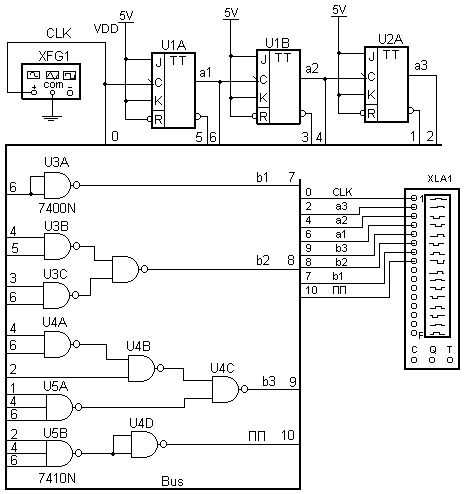 CLK
XFG1
com
+
-
5V
VDD
U1A
J
C
K
R
TT
a1
5V
U1B
J
C
K
R
TT
a2
5V
U2A
J
C
K
R
TT
a3
0
5
6
3
4
1
2
U3A
6
7400N
b1
7
U3B
4
5
U3C
3
6
b2
8
U4A
4
6
U4B
2
U4C
b3
9
U5A
1
4
6
U5B
2
4
6
7410N
U4D
ПП
10
Bus
0 CLK
2 a3
4 a2
6 a1
9 b3
8 b2
7 b1
10 ПП
XLA1
1
F
C Q T